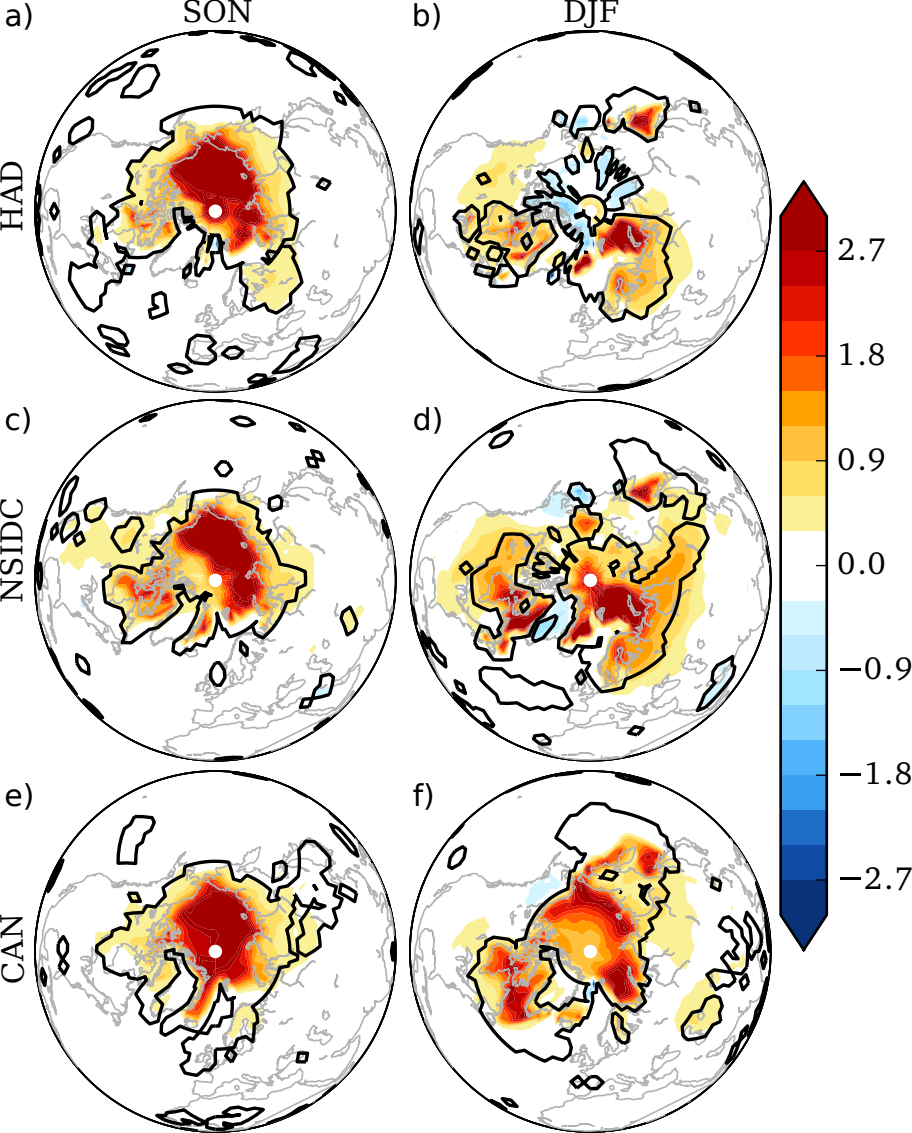 SON
DJF
a)
b)
HAD
c)
d)
NSIDC
e)
f)
CAN
2.7
1.8
0.9
0.0
−0.9
−1.8
−2.7